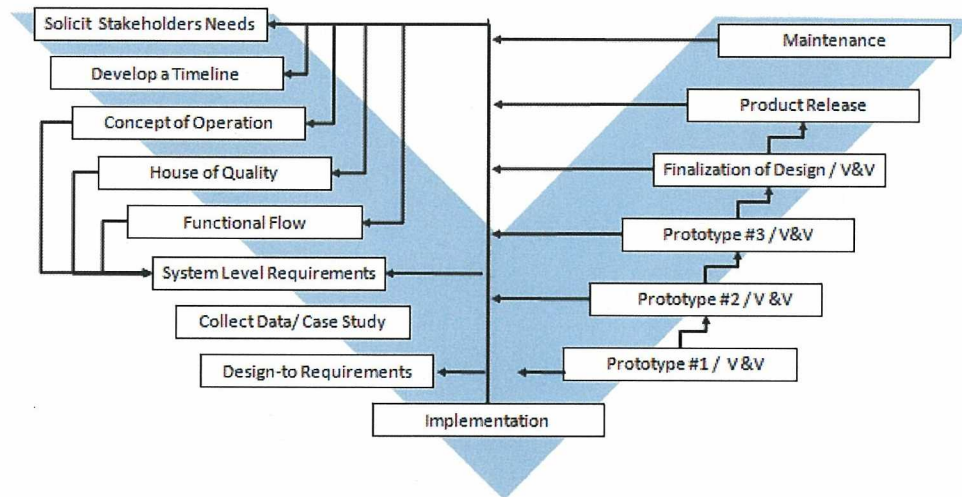 Solicit Stakeholders Needs
Develop a Timeline
Concept of Operation
House of Quality
Functional Flow
System Level Requirements
Collect Data/ Case Study
Design-to Requirements
Implementation
Maintenance
Product Release
Finalization of Design / V&V
Prototype #3 / V&V
Prototype #2 / V &V
Prototype #1 / V &V